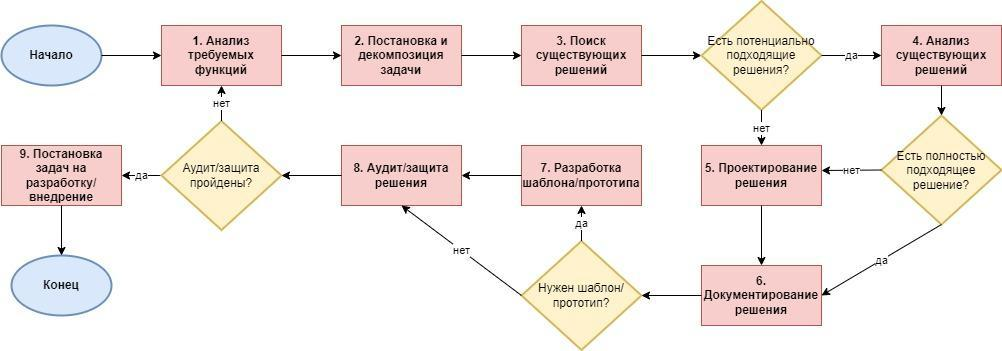 Начало
1. Анализ
требуемых
функций
2. Постановка и
декомпозиция
задачи
3. Поиск
существующих
решений
Есть потенциально
подходящие
решения?
да
4. Анализ
существующих
решений
нет
нет
9. Постановка
задач на
разработку/
внедрение
да
Аудит/защита
пройдены?
8. Аудит/защита
решения
7. Разработка
шаблона/прототипа
5. Проектирование
решения
нет
Есть полностью
подходящее
решение?
нет
да
да
Конец
Нужен шаблон/
прототип?
6.
Документирование
решения